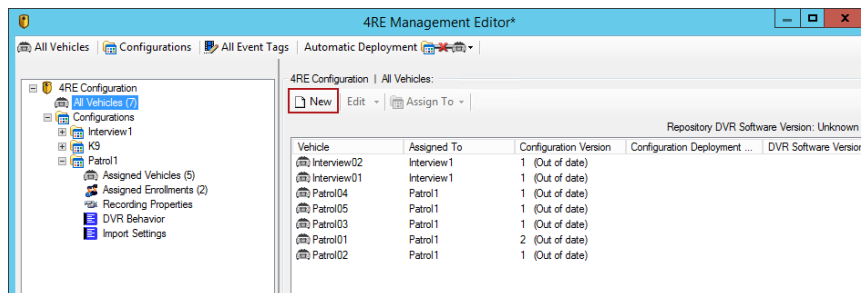 4RE Management Editor*
All Vehicles Configurations All Event Tags Automatic Deployment
4RE Configuration
All Vehicles (7)
Configurations
Interview1
K9
Patrol1
Assigned Vehicles (5)
Assigned Enrollments (2)
Recording Properties
DVR Behavior
Import Settings
4RE Configuration | All Vehicles:
New Edit Assign To
Repository DVR Software Version: Unknown
Vehicle Assigned To Configuration Version Configuration Deployment ... DVR Software Version
Interview02 Interview1 1 (Out of date)
Interview01 Interview1 1 (Out of date)
Patrol04 Patrol1 1 (Out of date)
Patrol05 Patrol1 1 (Out of date)
Patrol03 Patrol1 1 (Out of date)
Patrol01 Patrol1 2 (Out of date)
Patrol02 Patrol1 1 (Out of date)